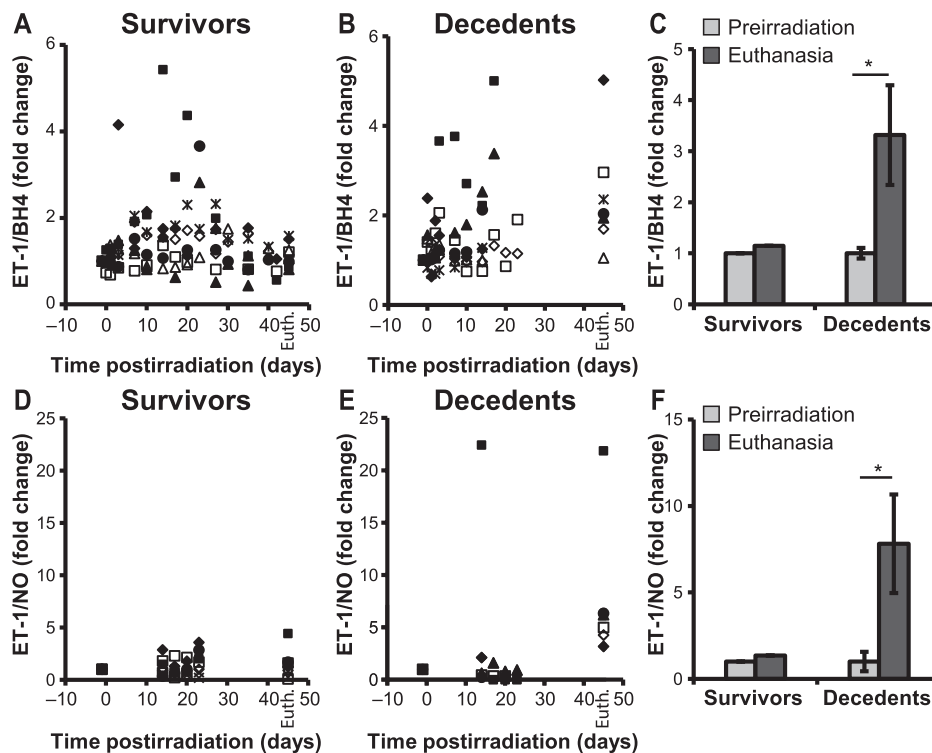 A Survivors
ET-1/BH4 (fold change)
6
4
2
0
–10 0 10 20 30 40 50
Euth.
Time postirradiation (days)
B Decedents
ET-1/BH4 (fold change)
6
4
2
0
–10 0 10 20 30 40 50
Euth.
Time postirradiation (days)
C
Preirradiation
Euthanasia
ET-1/BH4 (fold change)
5
4
3
2
1
0
*
Survivors Decedents
D Survivors
ET-1/NO (fold change)
25
20
15
10
5
0
–10 0 10 20 30 40 50
Euth.
Time postirradiation (days)
E Decedents
ET-1/NO (fold change)
25
20
15
10
5
0
–10 0 10 20 30 40 50
Euth.
Time postirradiation (days)
F
Preirradiation
Euthanasia
ET-1/NO (fold change)
15
10
5
0
*
Survivors Decedents